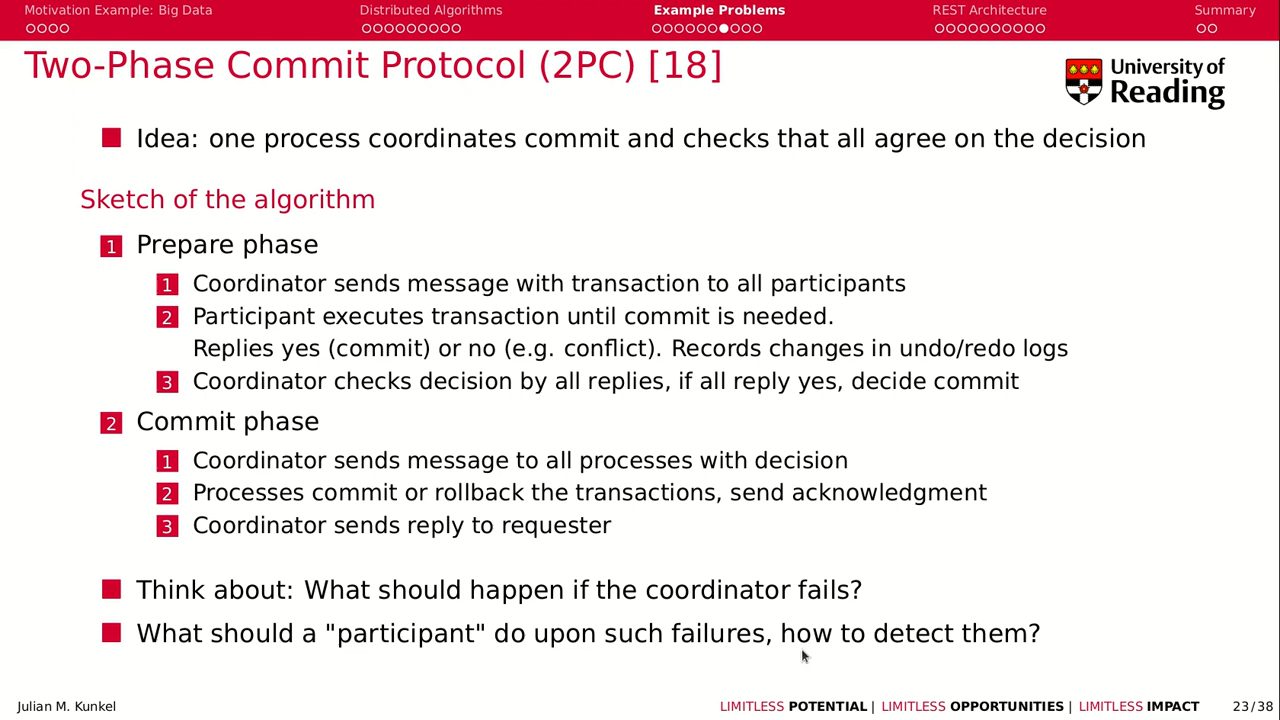 Motivation Example: Big Data Distributed Algorithms Example Problems REST Architecture Summary
Two-Phase Commit Protocol (2PC) [18]
University of
Reading
Idea: one process coordinates commit and checks that all agree on the decision
Sketch of the algorithm
1 Prepare phase
1 Coordinator sends message with transaction to all participants
2 Participant executes transaction until commit is needed.
Replies yes (commit) or no (e.g. conflict). Records changes in undo/redo logs
3 Coordinator checks decision by all replies, if all reply yes, decide commit
2 Commit phase
1 Coordinator sends message to all processes with decision
2 Processes commit or rollback the transactions, send acknowledgment
3 Coordinator sends reply to requester
Think about: What should happen if the coordinator fails?
What should a "participant" do upon such failures, how to detect them?
Julian M. Kunkel LIMITLESS POTENTIAL | LIMITLESS OPPORTUNITIES | LIMITLESS IMPACT 23/38